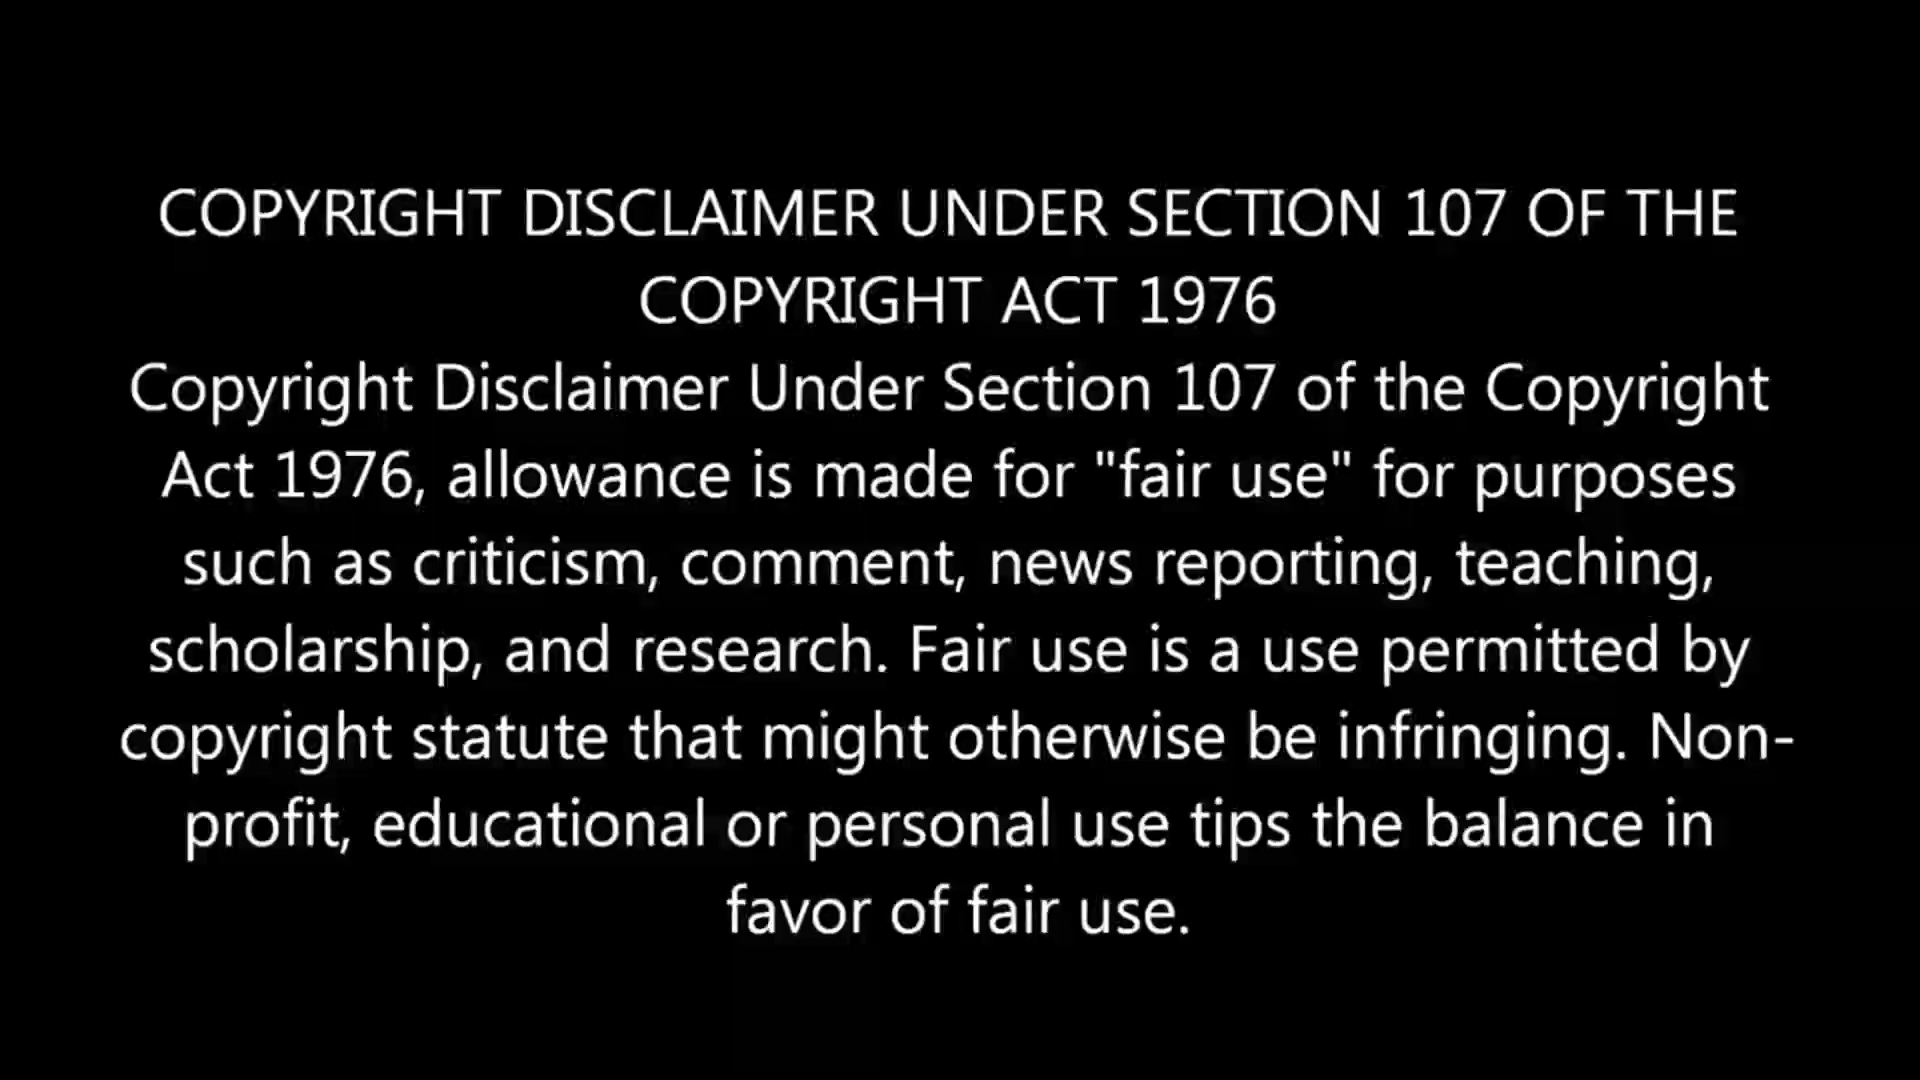 COPYRIGHT DISCLAIMER UNDER SECTION 107 OF THE
COPYRIGHT ACT 1976
Copyright Disclaimer Under Section 107 of the Copyright
Act 1976, allowance is made for "fair use" for purposes
such as criticism, comment, news reporting, teaching,
scholarship, and research. Fair use is a use permitted by
copyright statute that might otherwise be infringing. Non-
profit, educational or personal use tips the balance in
favor of fair use.